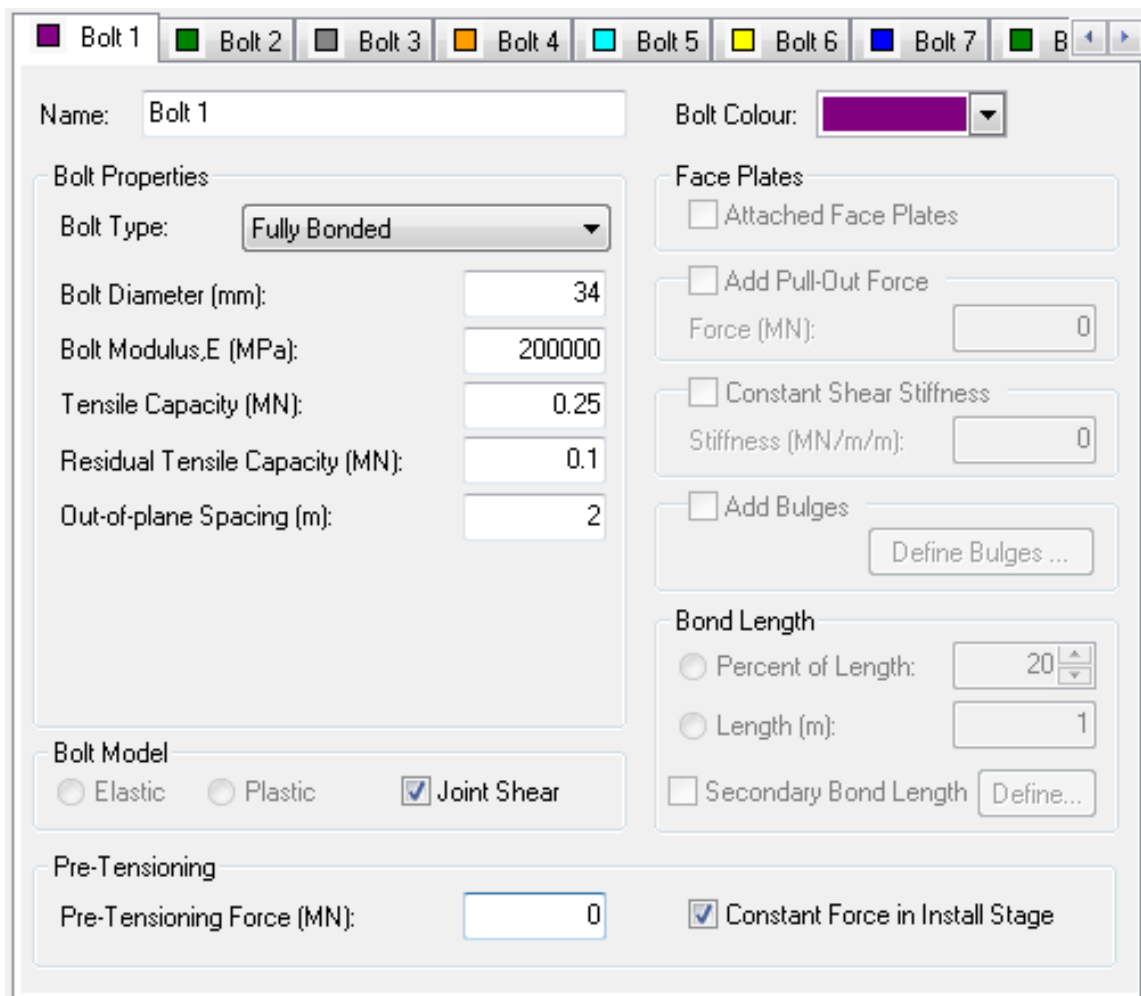 Bolt 1 Bolt 2 Bolt 3 Bolt 4 Bolt 5 Bolt 6 Bolt 7 B
Name: Bolt 1
Bolt Colour:
Bolt Properties
Bolt Type: Fully Bonded
Bolt Diameter (mm): 34
Bolt Modulus,E (MPa): 200000
Tensile Capacity (MN): 0.25
Residual Tensile Capacity (MN): 0.1
Out-of-plane Spacing (m): 2
Face Plates
Attached Face Plates
Add Pull-Out Force
Force (MN): 0
Constant Shear Stiffness
Stiffness (MN/m/m): 0
Add Bulges
Define Bulges ...
Bond Length
Percent of Length: 20
Length (m): 1
Secondary Bond Length Define...
Bolt Model
Elastic Plastic Joint Shear
Pre-Tensioning
Pre-Tensioning Force (MN): 0 Constant Force in Install Stage